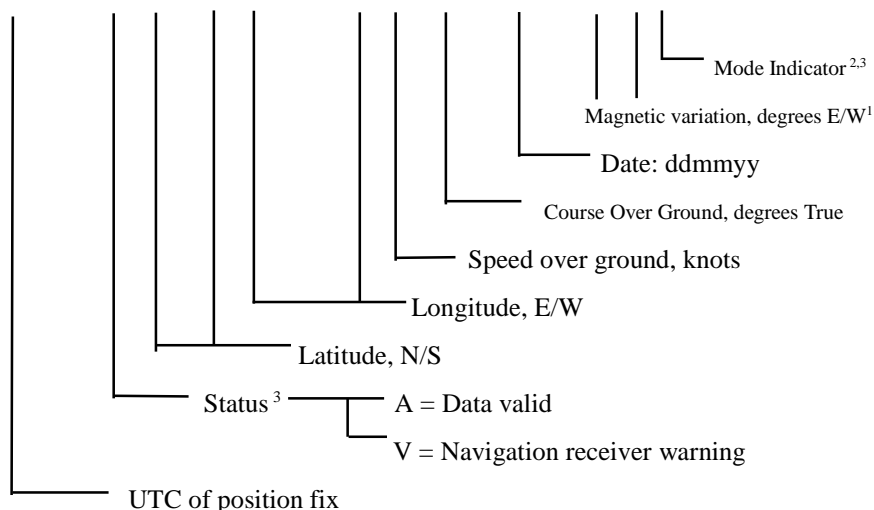 Mode Indicator 2,3
Magnetic variation, degrees E/W1
Date: ddmmyy
Course Over Ground, degrees True
Speed over ground, knots
Longitude, E/W
Latitude, N/S
Status 3 A = Data valid
V = Navigation receiver warning
UTC of position fix